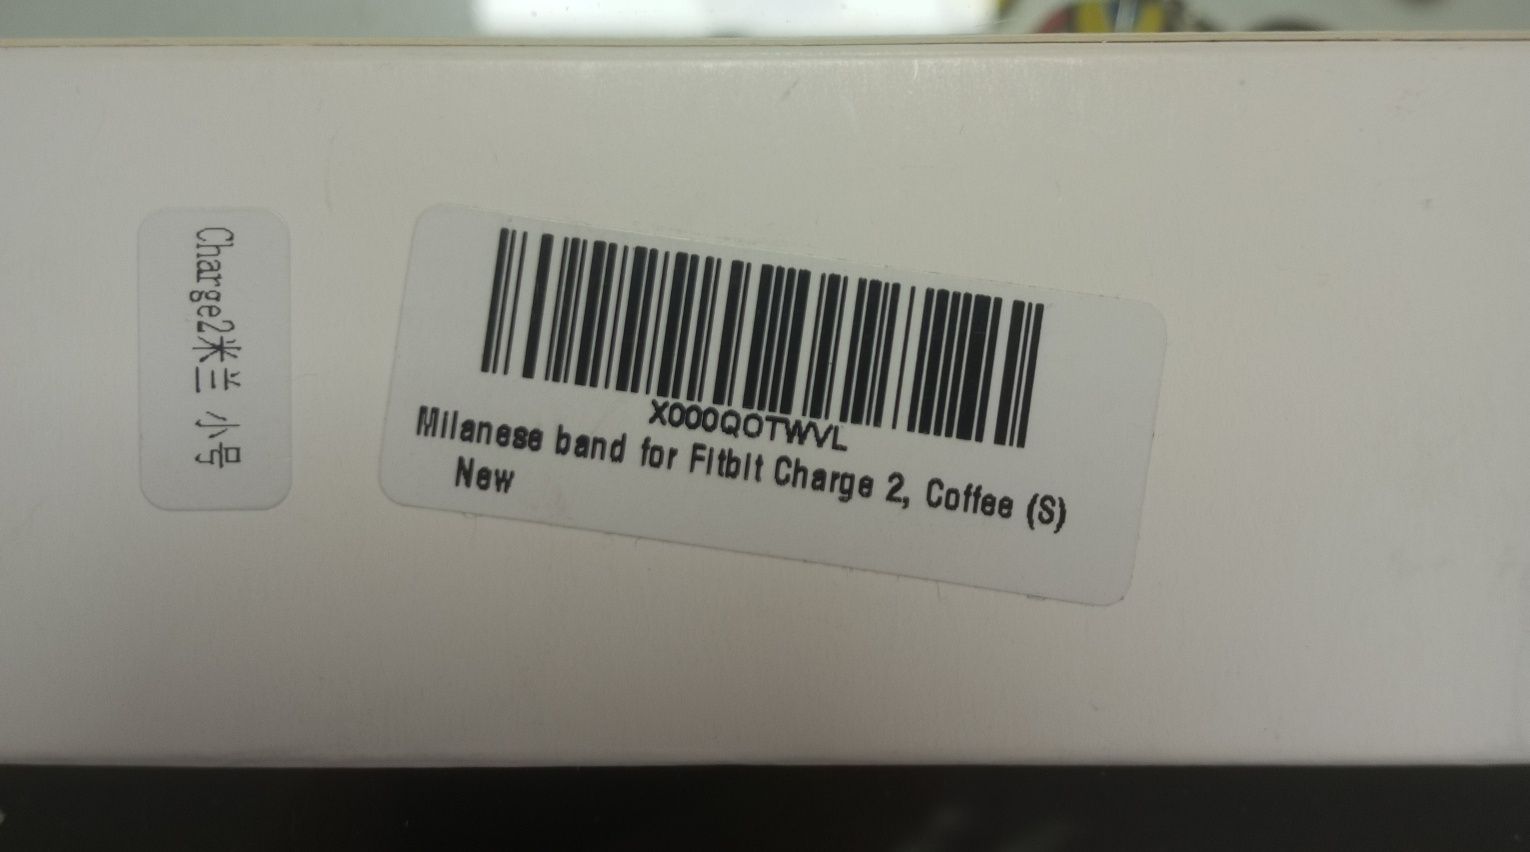 Charge2米兰 小号
X000QOTWVL
Milanese band for Fitbit Charge 2, Coffee (S)
New